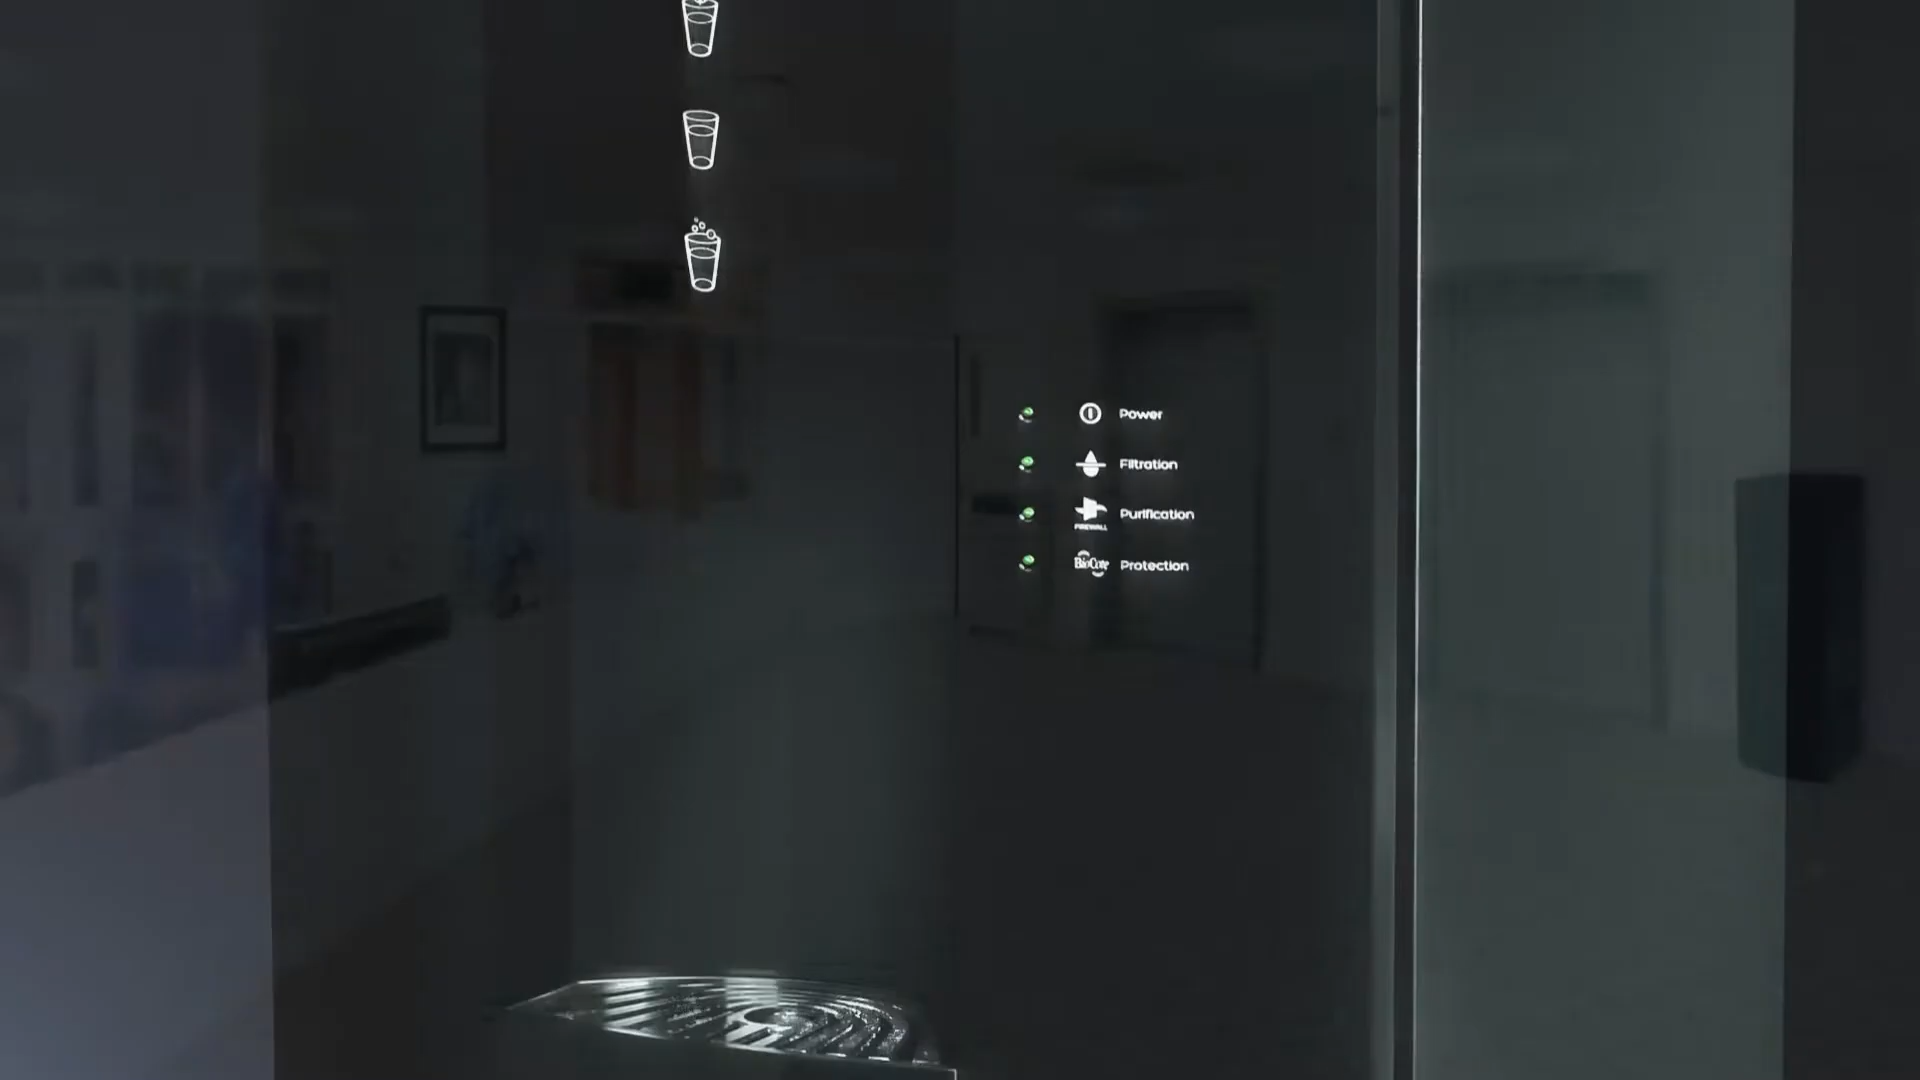 Power
Filtration
FIREWALL
Purification
BioCote
Protection